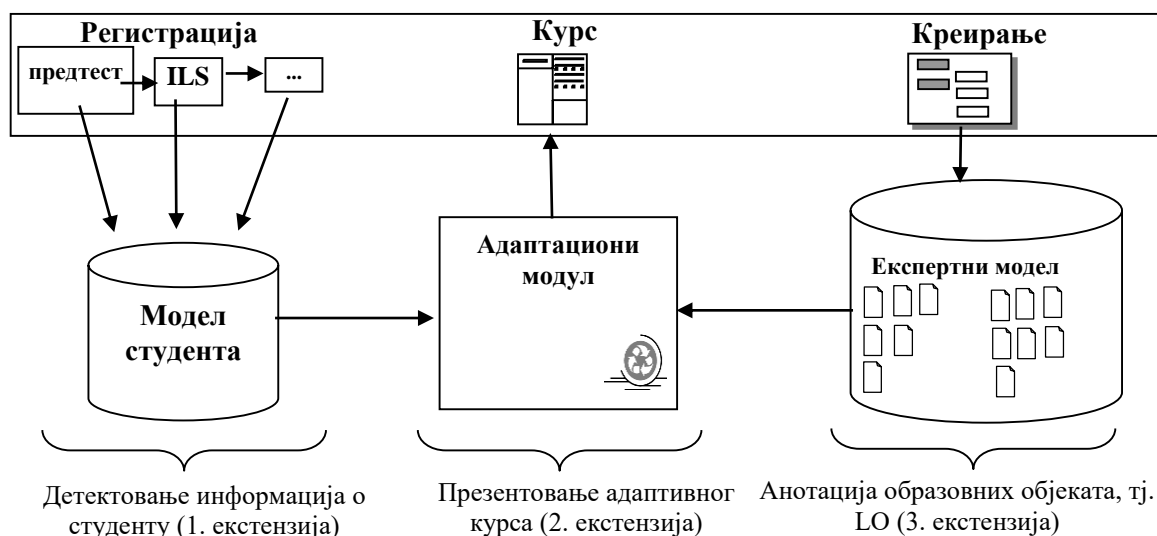 Регистрација
предтест
ILS
...
Курс
Креирање
Модел
студента
Адаптациони
модул
Експертни модел
Детектовање информација о
студенту (1. екстензија)
Презентовање адаптивног
курса (2. екстензија)
Анотација образовних објеката, тј.
LO (3. екстензија)